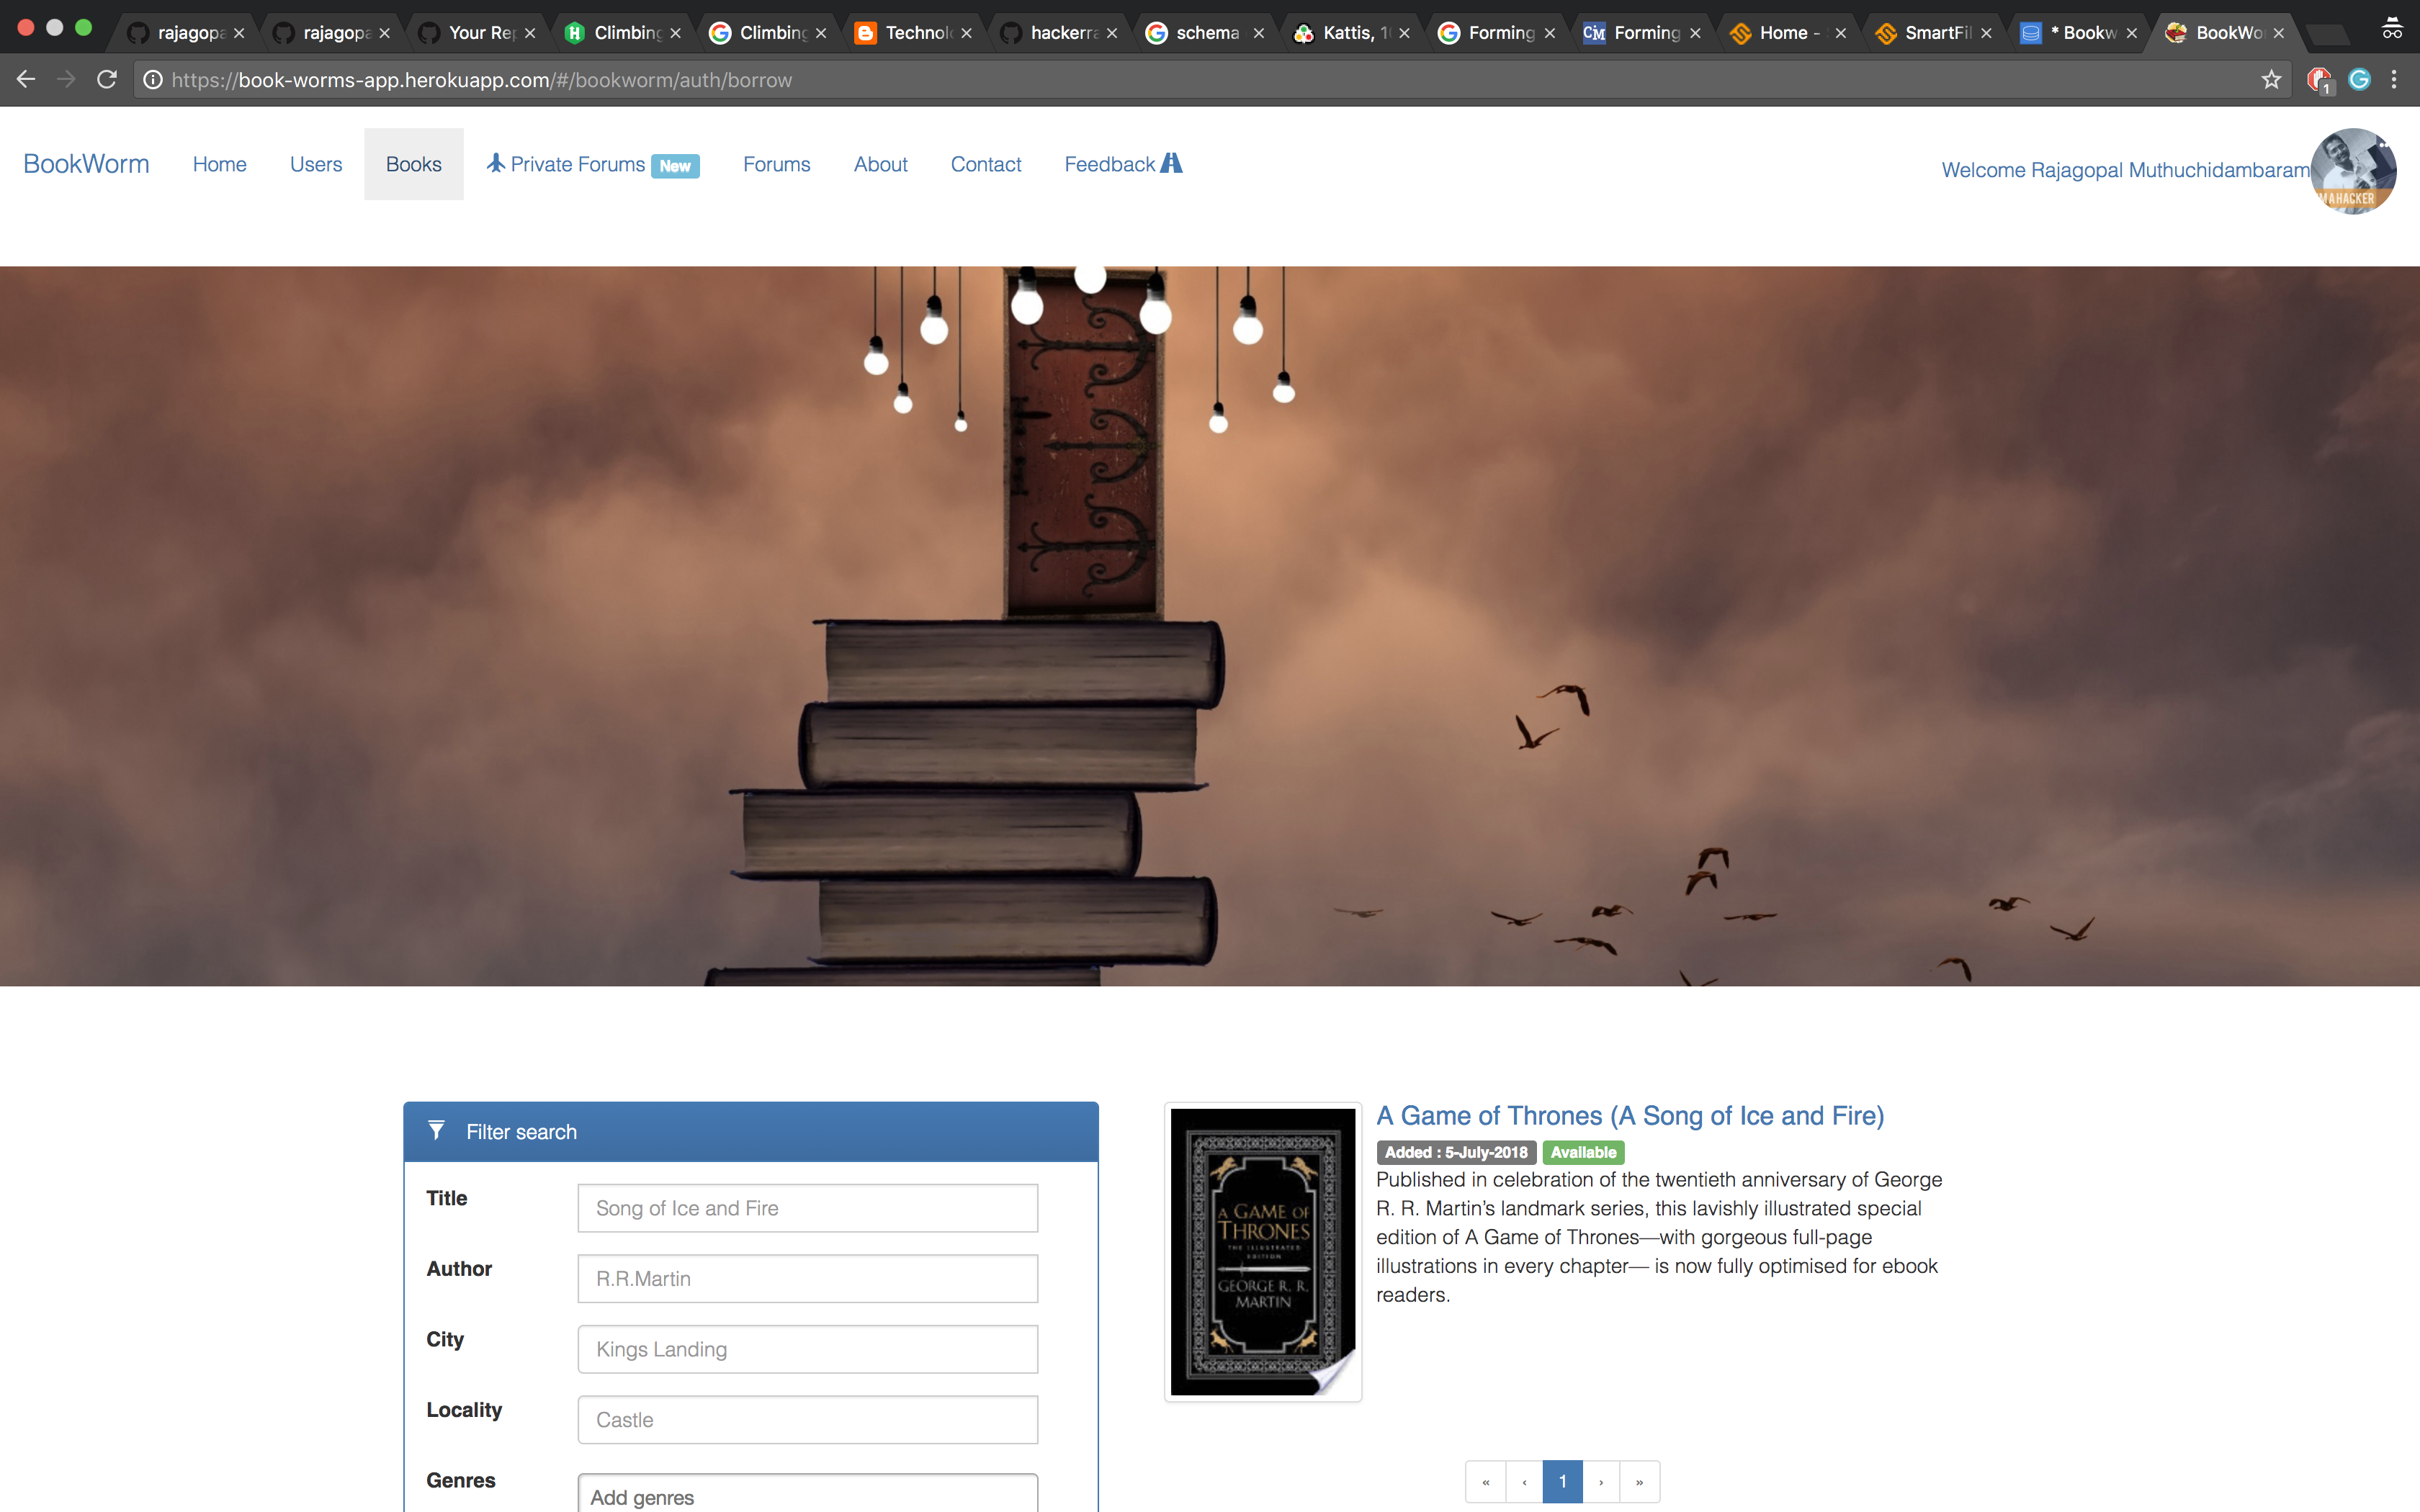 rajagopa
rajagopa
Your Rep
Climbing
Climbing
Technolo
hackerra
schema
Kattis, 10
Forming
Forming
Home -
SmartFil
* Bookw
BookWor
https://book-worms-app.herokuapp.com/#/bookworm/auth/borrow
1
BookWorm
Home
Users
Books
Private Forums New
Forums
About
Contact
Feedback
Welcome Rajagopal Muthuchidambaram
MAHACKER
Filter search
Title
Song of Ice and Fire
Author
R.R.Martin
City
Kings Landing
Locality
Castle
Genres
Add genres
A GAME OF
THRONES
THE ILLUSTRATED
EDITION
GEORGE R. R.
MARTIN
A Game of Thrones (A Song of Ice and Fire)
Added : 5-July-2018 Available
Published in celebration of the twentieth anniversary of George
R. R. Martin’s landmark series, this lavishly illustrated special
edition of A Game of Thrones—with gorgeous full-page
illustrations in every chapter— is now fully optimised for ebook
readers.
« ‹ 1 › »